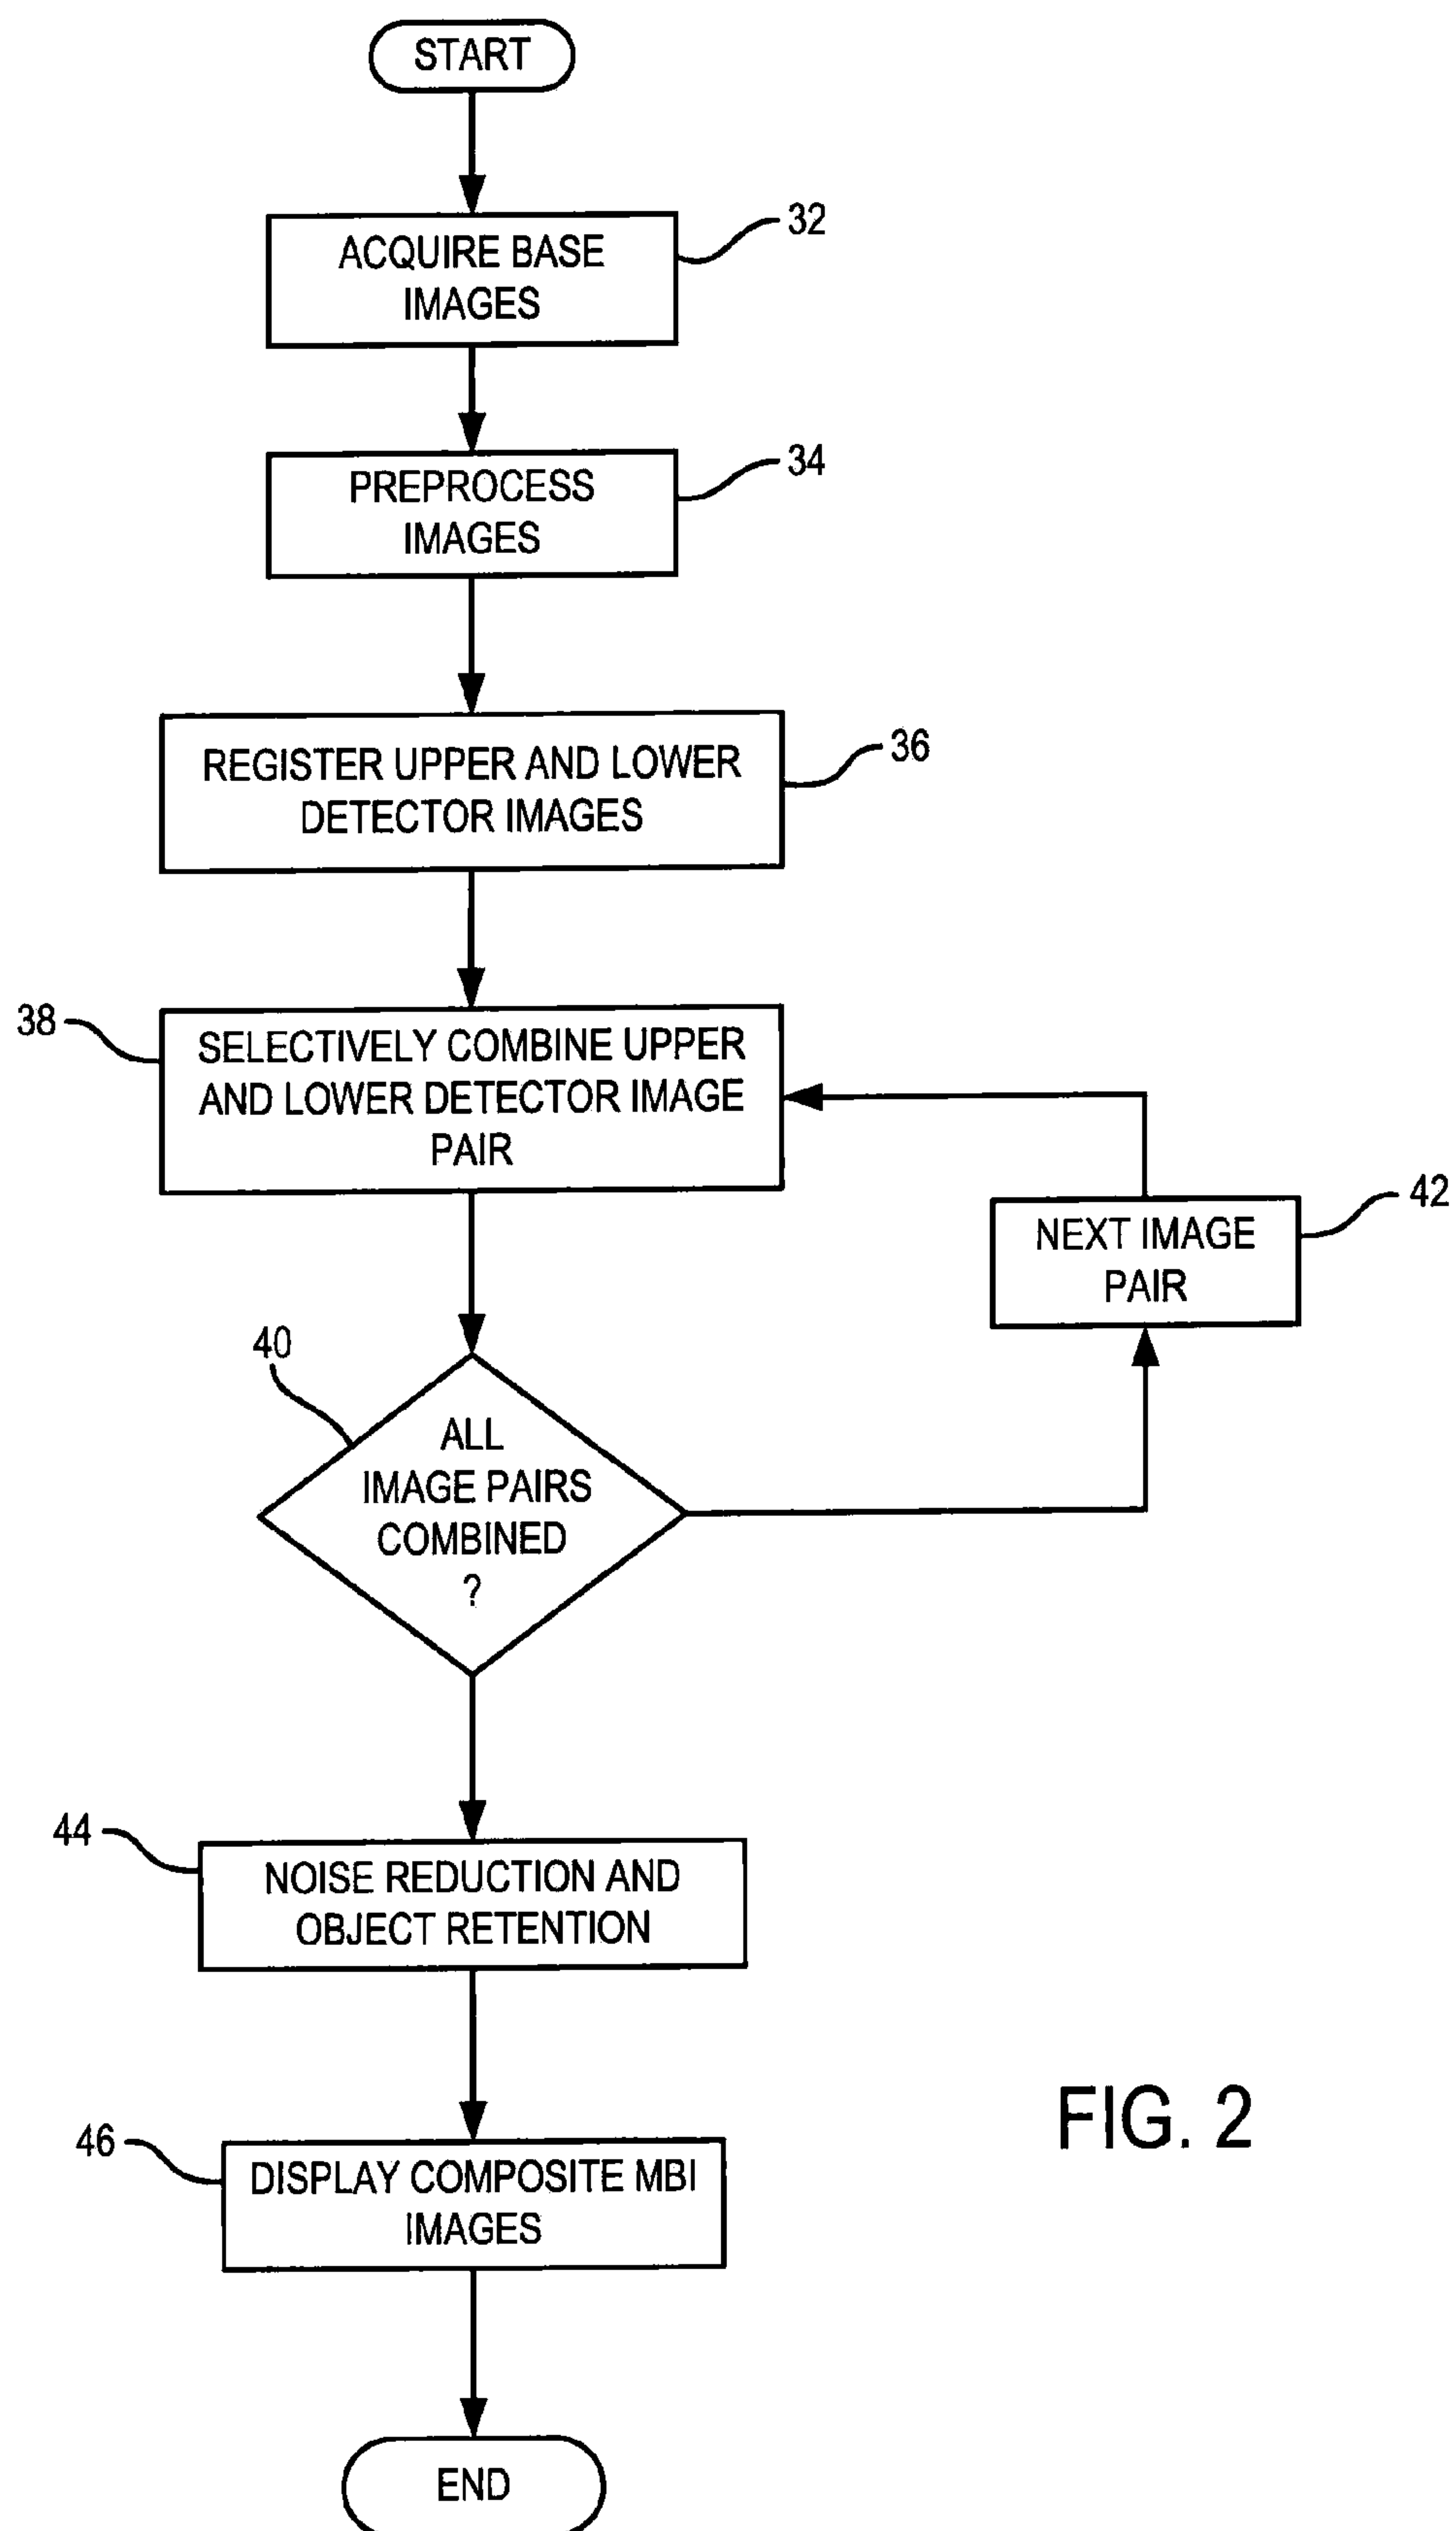 START
32
ACQUIRE BASE
IMAGES
34
PREPROCESS
IMAGES
36
REGISTER UPPER AND LOWER
DETECTOR IMAGES
38
SELECTIVELY COMBINE UPPER
AND LOWER DETECTOR IMAGE
PAIR
42
NEXT IMAGE
PAIR
40
ALL
IMAGE PAIRS
COMBINED
?
44
NOISE REDUCTION AND
OBJECT RETENTION
46
DISPLAY COMPOSITE MBI
IMAGES
FIG. 2
END